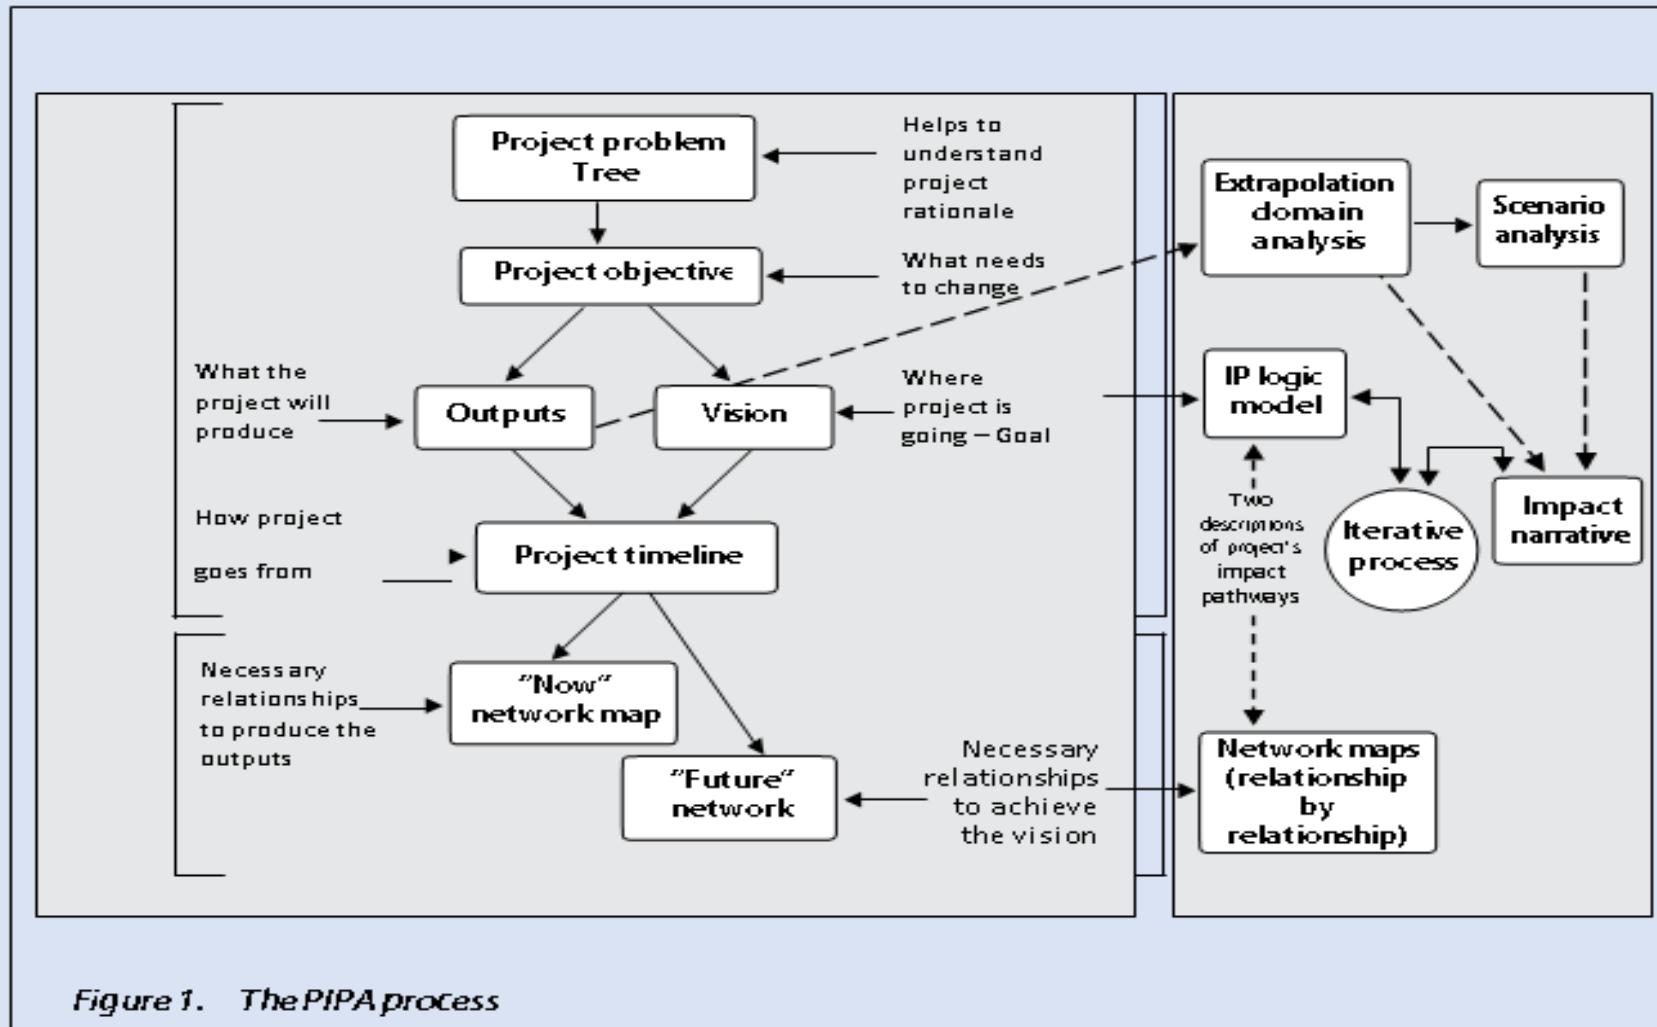 Project problem
Tree
Helps to
understand
project
rationale
Project objective
What needs
to change
What the
project will
produce
Outputs
Vision
Where
project is
going – Goal
How project
goes from
Project timeline
Necessary
relationships
to produce the
outputs
"Now"
network map
"Future"
network
Necessary
relationships
to achieve
the vision
Extrapolation
domain
analysis
Scenario
analysis
IP logic
model
Two
descriptions
of project's
impact
pathways
Iterative
process
Impact
narrative
Network maps
(relationship
by
relationship)
Figure 1. The PIPA process